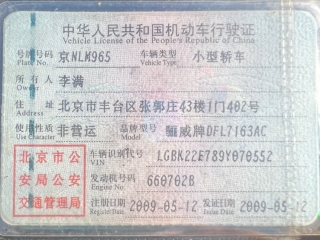 中华人民共和国机动车行驶证
Vehicle License of the People's Republic of China
号牌号码 京NLM965 车辆类型 小型轿车
Plate No. Vehicle Type
所有人 李满
Owner
住址 北京市丰台区张郭庄43楼1门402号
Address
使用性质 非营运 品牌型号 骊威牌DFL7163AC
Use Character Model
北京市公安局公安交通管理局
车辆识别代号 LGBK22E789Y070552
VIN
发动机号码 660702B
Engine No.
注册日期 2009-05-12 发证日期 2009-05-12
Register Date Issue Date